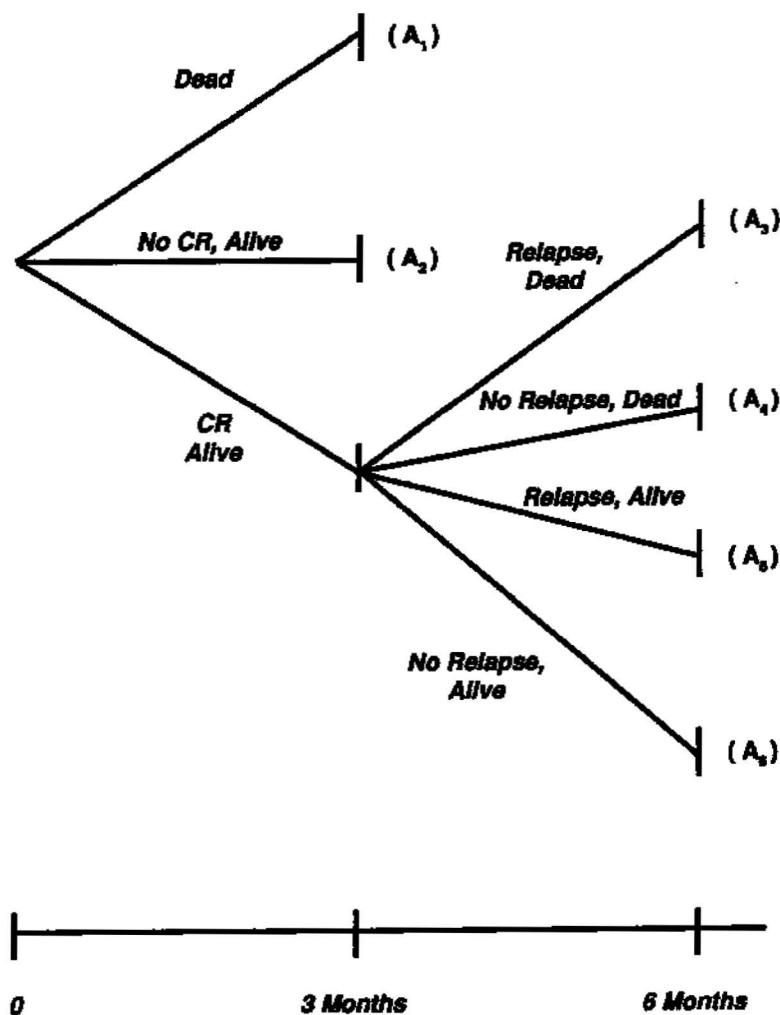 (A₁)
Dead
No CR, Alive
(A₂)
(A₃)
Relapse,
Dead
No Relapse, Dead
(A₄)
CR
Alive
Relapse, Alive
(A₅)
No Relapse,
Alive
(A₆)
0
3 Months
6 Months